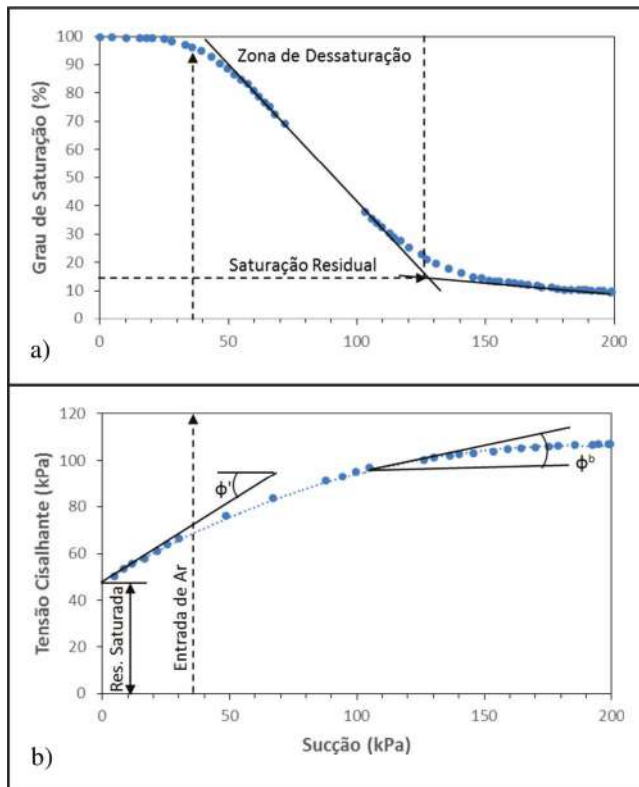 100
90
80
70
60
50
40
30
20
10
Grau de Saturação (%)
Zona de Dessaturação
Saturação Residual
0 50 100 150 200
a)
120
100
80
60
40
20
0
Tensão Cisalhante (kPa)
ϕ'
ϕᵇ
Res. Saturada
Entrada de Ar
0 50 100 150 200
Sucção (kPa)
b)